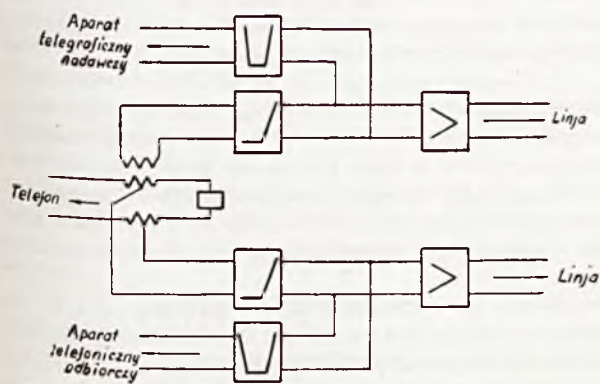 Aparat
telegraficzny
nadawczy
Linja
Telefon
Linja
Aparat
telefoniczny
odbiorczy